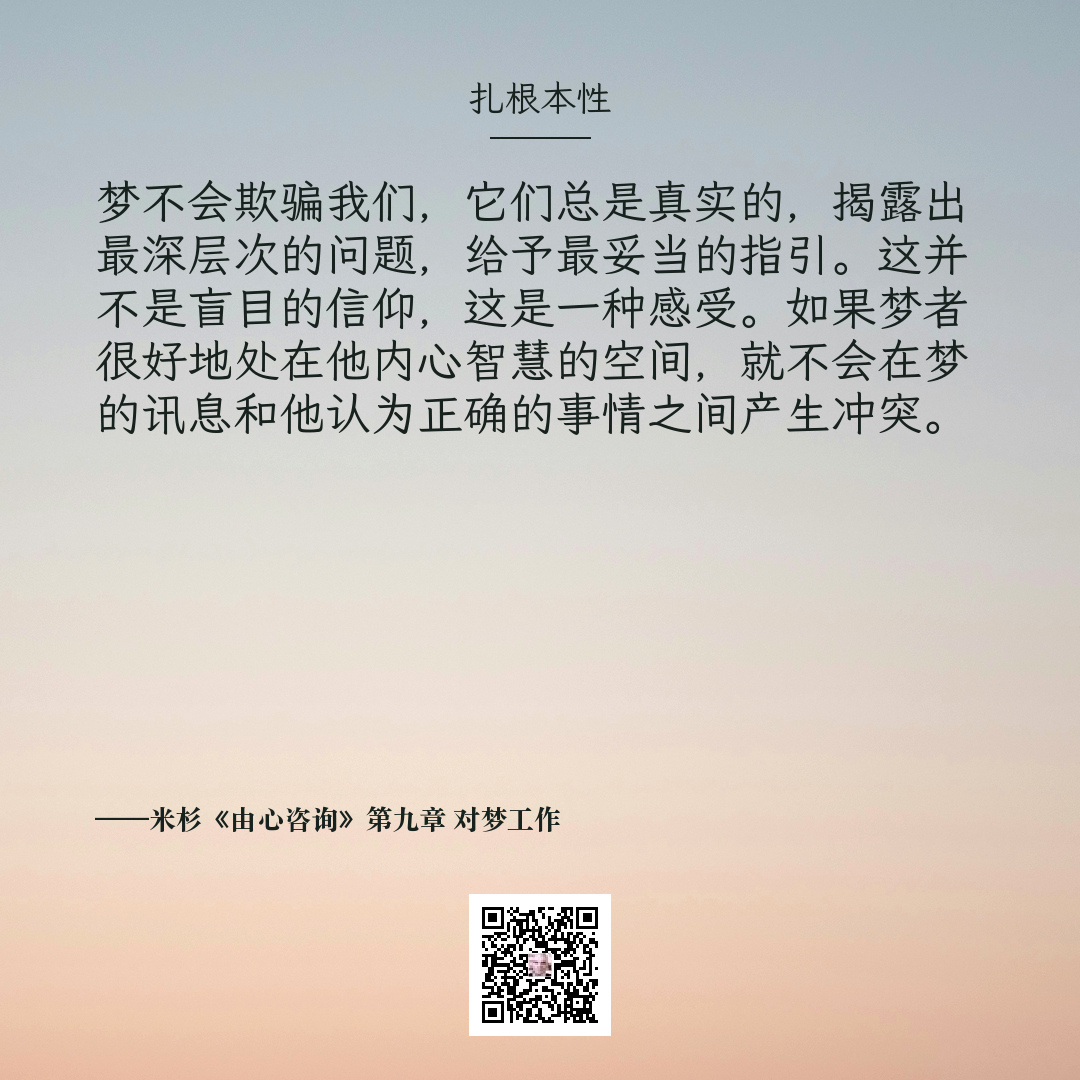 扎根本性
梦不会欺骗我们，它们总是真实的，揭露出
最深层次的问题，给予最妥当的指引。这并
不是盲目的信仰，这是一种感受。如果梦者
很好地处在他内心智慧的空间，就不会在梦
的讯息和他认为正确的事情之间产生冲突。
——米杉《由心咨询》第九章 对梦工作